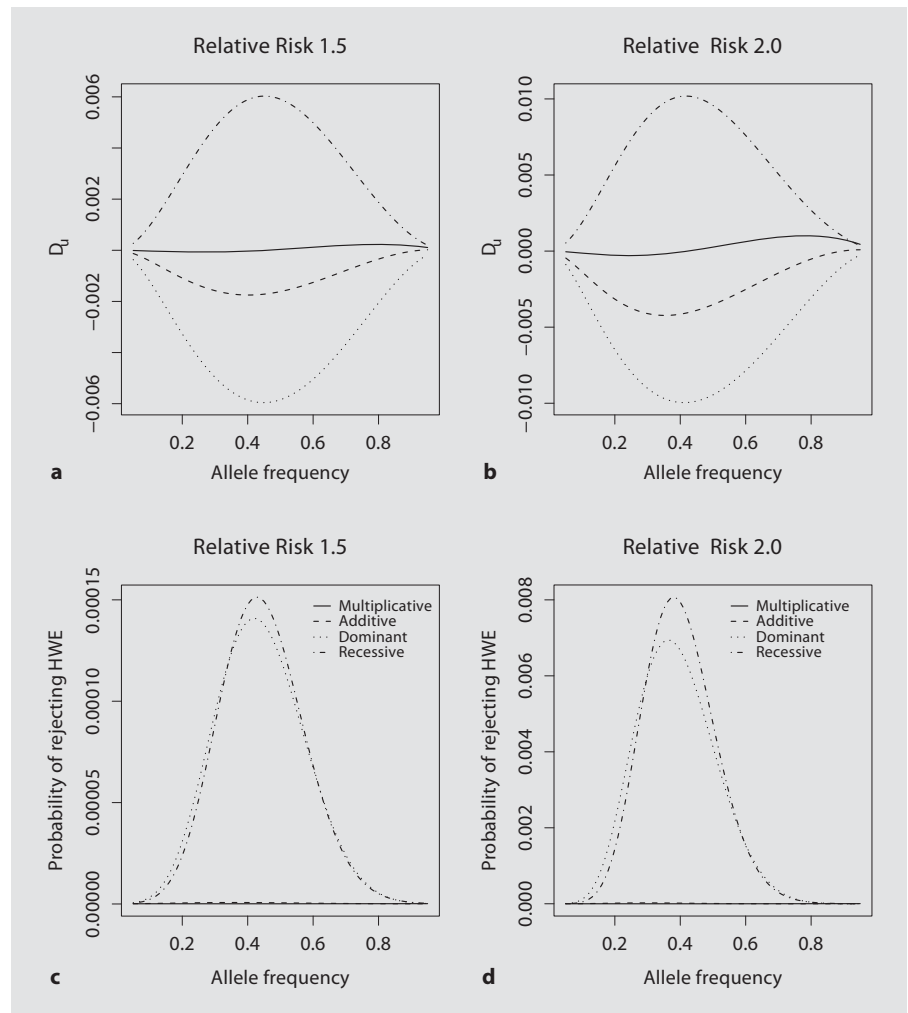 Relative Risk 1.5
0.006
0.002
−0.002
−0.006
Du
0.2 0.4 0.6 0.8
Allele frequency
a
Relative Risk 2.0
0.010
0.005
0.000
−0.005
−0.010
Du
0.2 0.4 0.6 0.8
Allele frequency
b
Relative Risk 1.5
0.00015
0.00010
0.00005
0.00000
Probability of rejecting HWE
Multiplicative
Additive
Dominant
Recessive
0.2 0.4 0.6 0.8
Allele frequency
c
Relative Risk 2.0
0.008
0.006
0.004
0.002
0.000
Probability of rejecting HWE
Multiplicative
Additive
Dominant
Recessive
0.2 0.4 0.6 0.8
Allele frequency
d